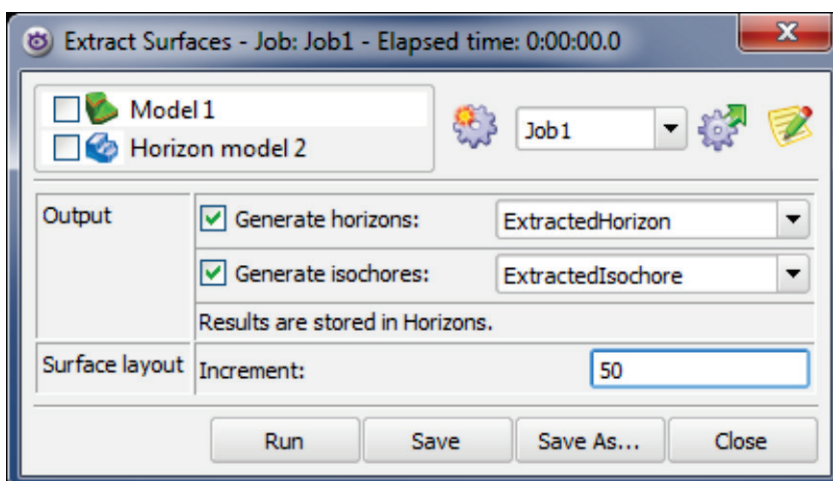 Extract Surfaces - Job: Job1 - Elapsed time: 0:00:00.0
Model 1
Horizon model 2
Job1
Output
Generate horizons:
ExtractedHorizon
Generate isochores:
ExtractedIsochore
Results are stored in Horizons.
Surface layout
Increment:
50
Run
Save
Save As...
Close